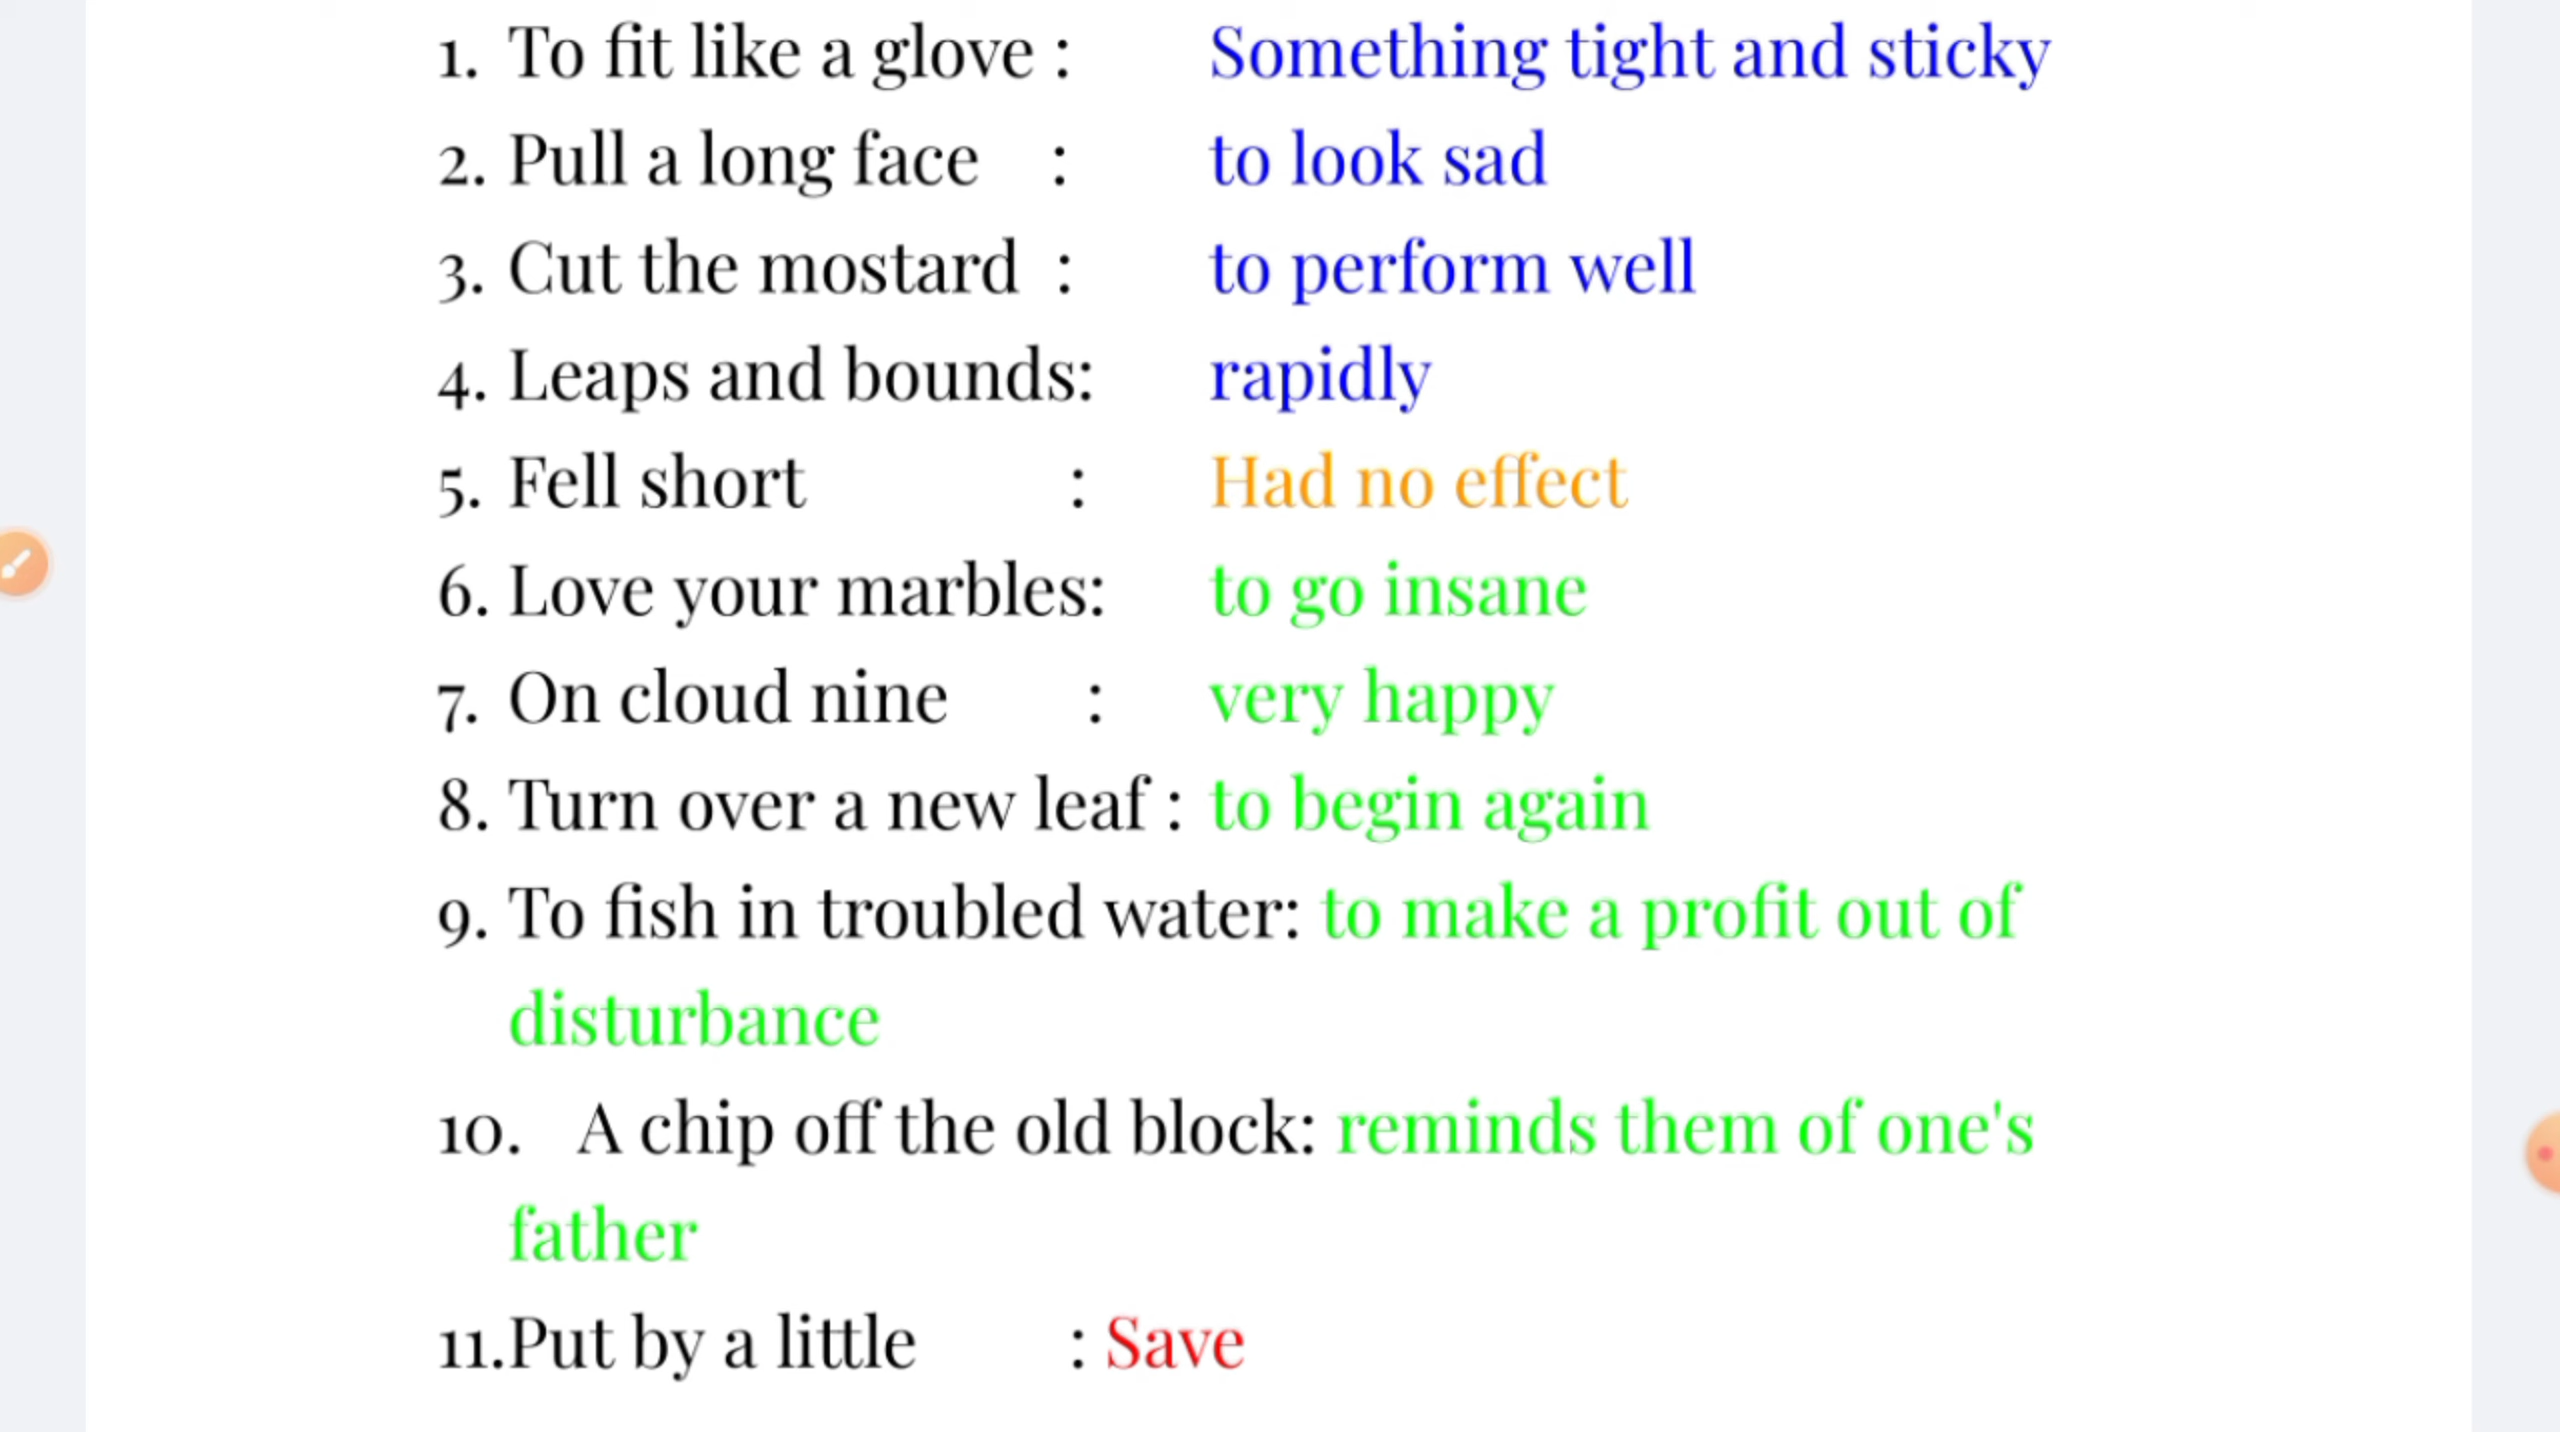 1. To fit like a glove : Something tight and sticky
2. Pull a long face : to look sad
3. Cut the mostard : to perform well
4. Leaps and bounds: rapidly
5. Fell short : Had no effect
6. Love your marbles: to go insane
7. On cloud nine : very happy
8. Turn over a new leaf : to begin again
9. To fish in troubled water: to make a profit out of
disturbance
10. A chip off the old block: reminds them of one's
father
11.Put by a little : Save